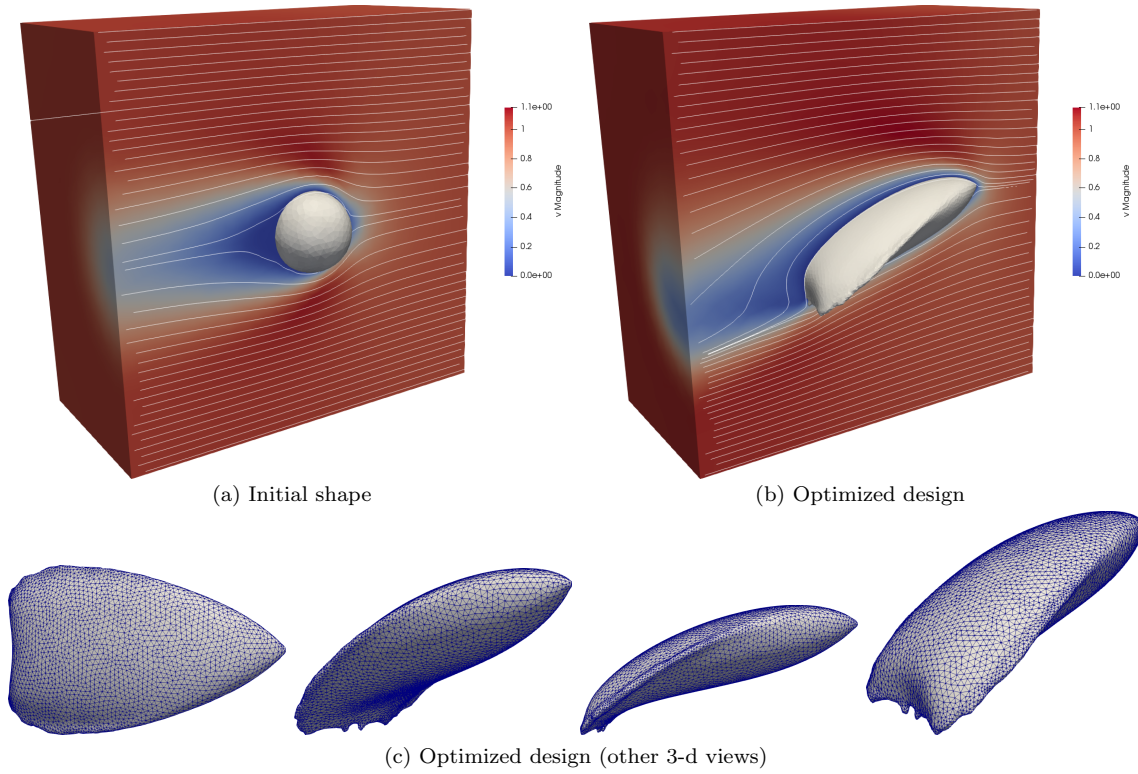 1.1e+00
1
0.8
0.6
0.4
0.2
0.0e+00
v Magnitude
1.1e+00
1
0.8
0.6
0.4
0.2
0.0e+00
v Magnitude
(a) Initial shape
(b) Optimized design
(c) Optimized design (other 3-d views)